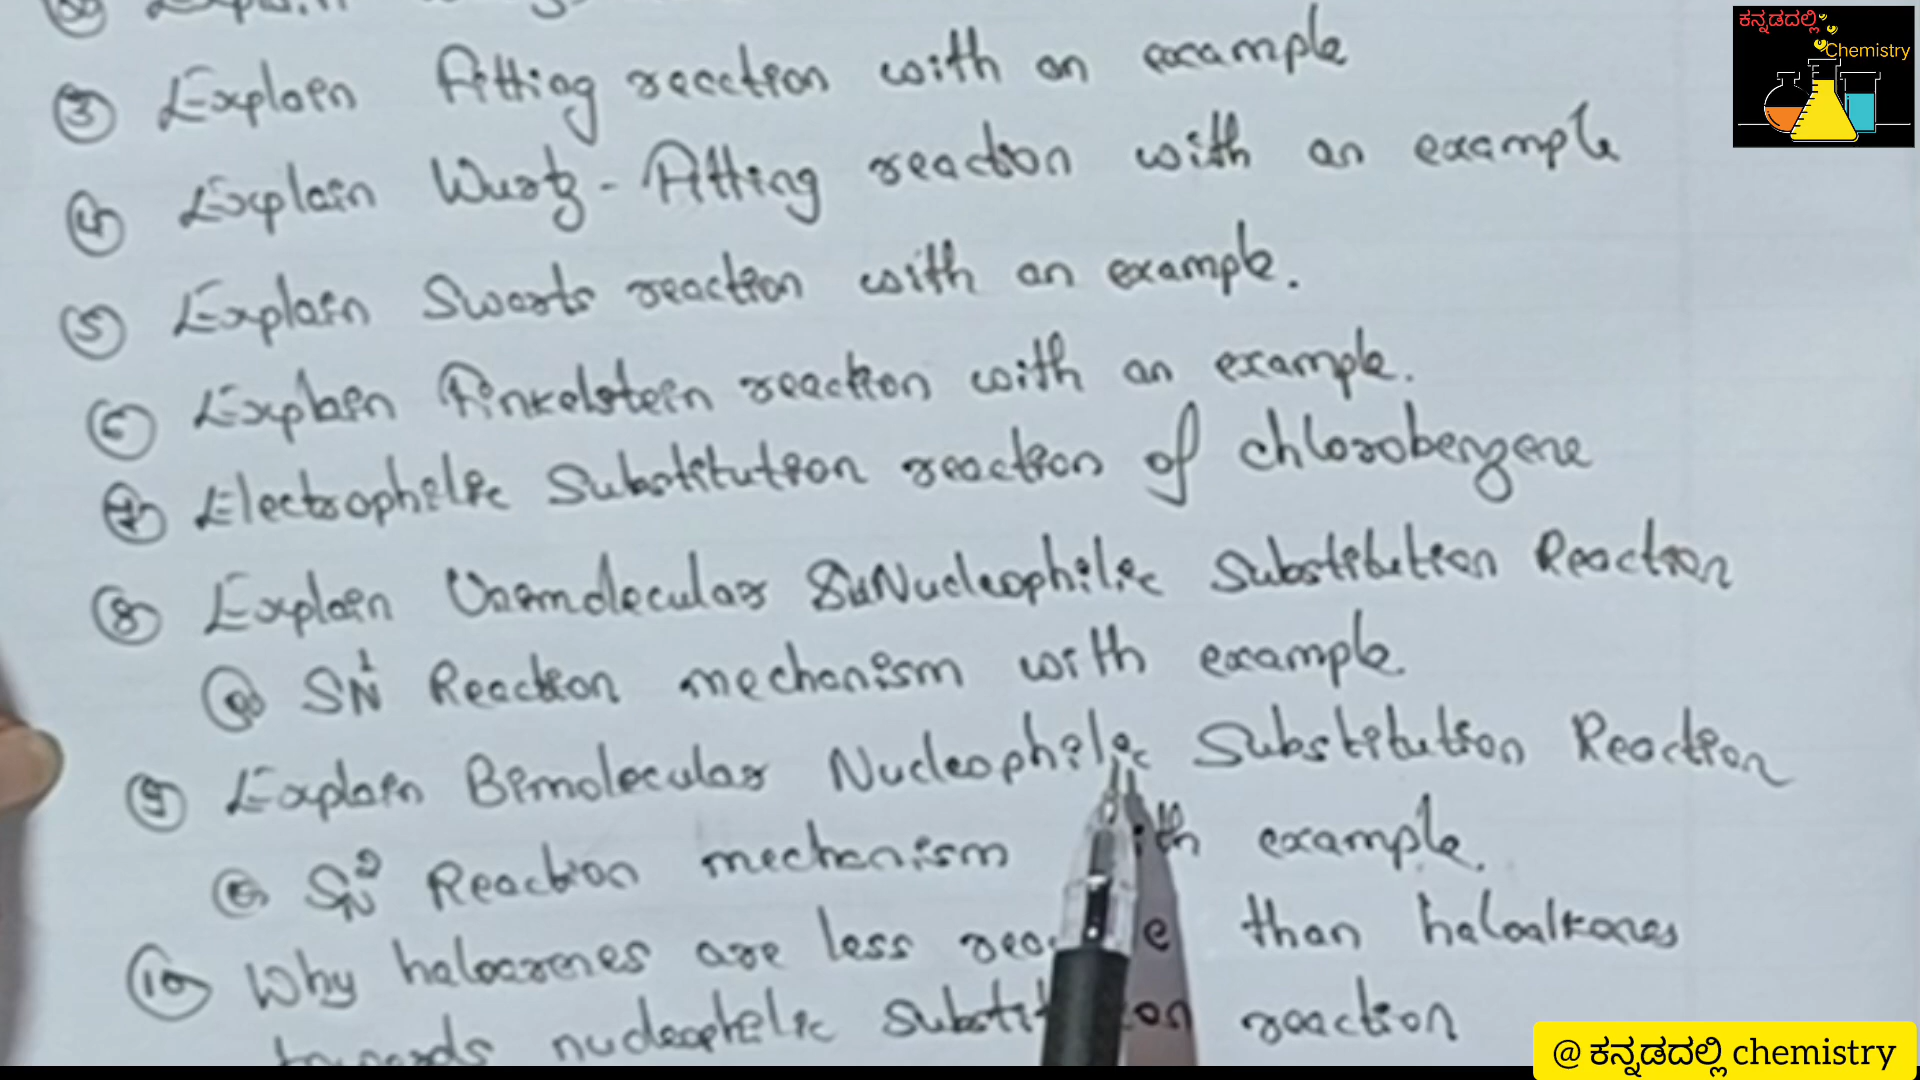 ③ Explain Fitting reaction with an example
④ Explain Wurtz-Fitting reaction with an example
⑤ Explain Swarts reaction with an example.
⑥ Explain Finkelstein reaction with an example.
⑦ Electrophilic Substitution reaction of chlorobenzene
⑧ Explain Unimolecular Nucleophilic Substitution Reaction
SN1 Reaction mechanism with example.
⑨ Explain Bimolecular Nucleophilic Substitution Reaction
SN2 Reaction mechanism with example.
⑩ Why haloarenes are less than haloalkanes
towards nucleophilic reaction
ಕನ್ನಡದಲ್ಲಿ
Chemistry
@ ಕನ್ನಡದಲ್ಲಿ chemistry